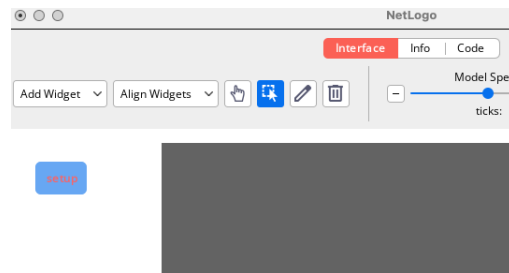 NetLogo
Interface Info Code
Add Widget Align Widgets Model Spe
ticks:
setup